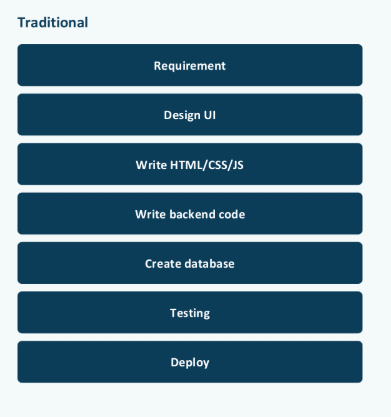 Traditional
Requirement
Design UI
Write HTML/CSS/JS
Write backend code
Create database
Testing
Deploy